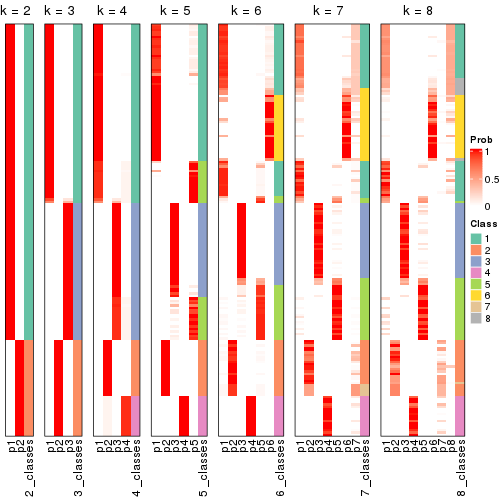 k = 2 k = 3 k = 4 k = 5 k = 6 k = 7 k = 8
Prob
1
0.5
0
Class
1
2
3
4
5
6
7
8
p1 p2 2_classes
p1 p2 p3 3_classes
p1 p2 p3 p4 4_classes
p1 p2 p3 p4 p5 5_classes
p1 p2 p3 p4 p5 p6 6_classes
p1 p2 p3 p4 p5 p6 p7 7_classes
p1 p2 p3 p4 p5 p6 p7 p8 8_classes